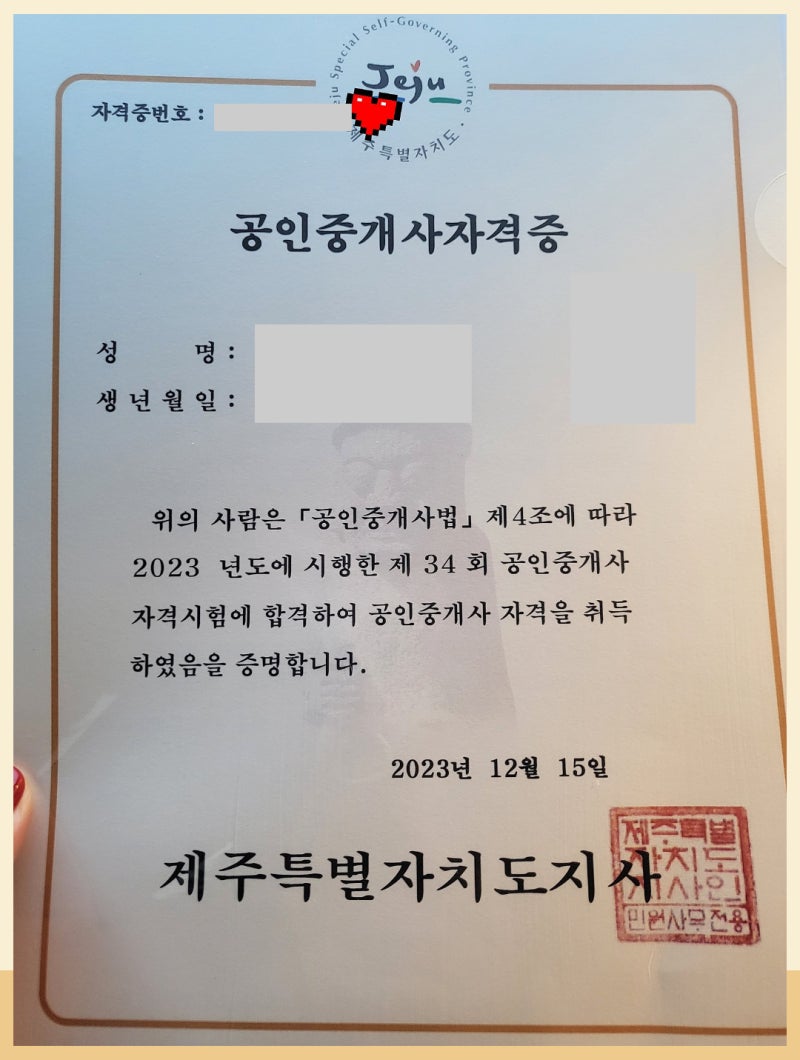 Jeju Special Self-Governing Province
Jeju
제주특별자치도
자격증번호 :
공인중개사자격증
성 명 :
생년월일 :
위의 사람은 「공인중개사법」 제4조에 따라
2023 년도에 시행한 제 34 회 공인중개사
자격시험에 합격하여 공인중개사 자격을 취득
하였음을 증명합니다.
2023년 12월 15일
제주특별자치도지사
제주특별
자치도
지사인
민원사무전용